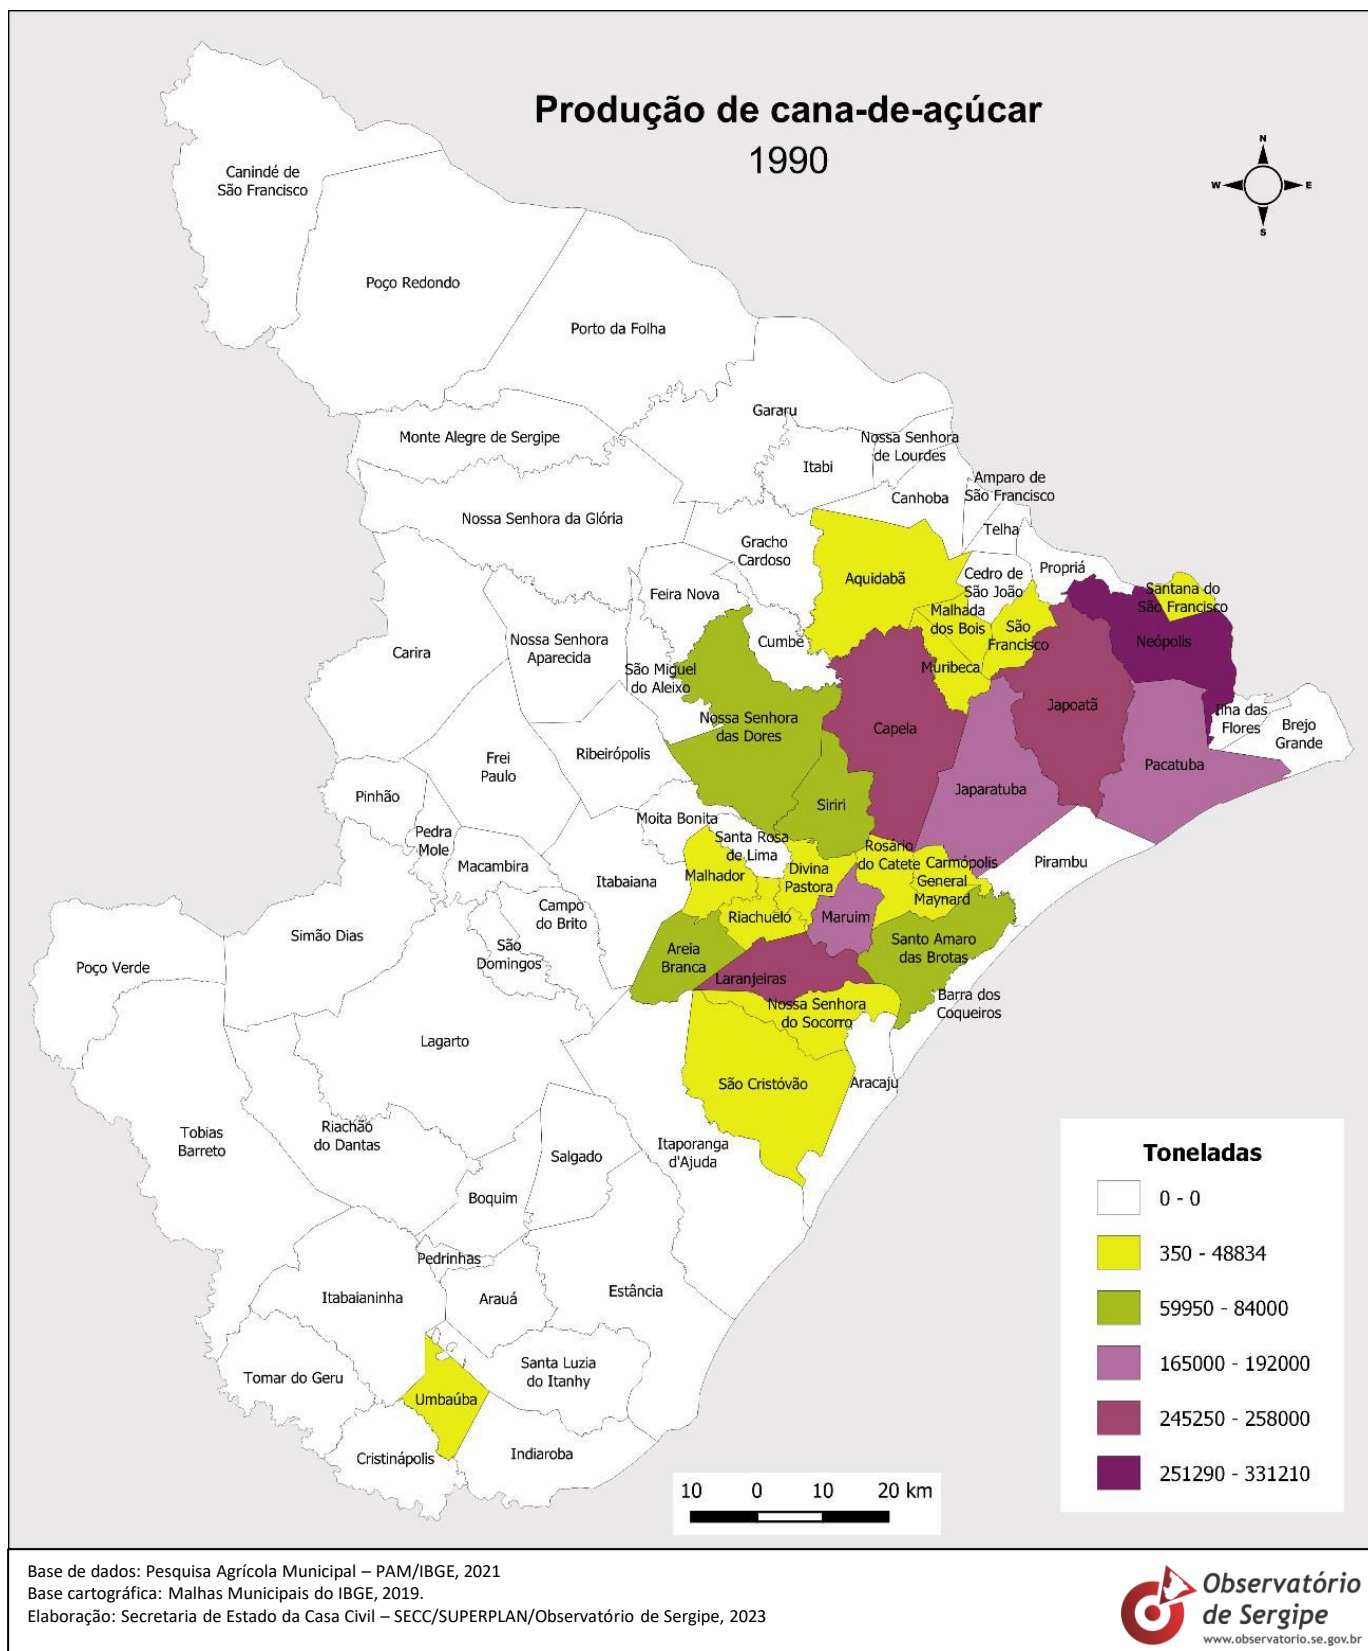 Produção de cana-de-açúcar
1990
N
W
E
S
Canindé de
São Francisco
Poço Redondo
Porto da Folha
Gararu
Monte Alegre de Sergipe
Nossa Senhora
de Lourdes
Itabi
Amparo de
São Francisco
Canhoba
Nossa Senhora da Glória
Telha
Gracho
Cardoso
Propriá
Cedro de
São João
Aquidabã
Santana do
São Francisco
Feira Nova
Malhada
dos Bois
São
Francisco
Neópolis
Nossa Senhora
Aparecida
Cumbe
Carira
São Miguel
do Aleixo
Muribeca
Japoatã
Ilha das
Flores
Brejo
Grande
Nossa Senhora
das Dores
Capela
Ribeirópolis
Frei
Paulo
Pacatuba
Japaratuba
Pinhão
Siriri
Moita Bonita
Pedra
Mole
Santa Rosa
de Lima
Rosário
do Catete
Carmópolis
Pirambu
Macambira
Itabaiana
Malhador
Divina
Pastora
General
Maynard
Campo
do Brito
Riachuelo
Maruim
Simão Dias
São
Domingos
Areia
Branca
Santo Amaro
das Brotas
Poço Verde
Laranjeiras
Barra dos
Coqueiros
Nossa Senhora
do Socorro
Lagarto
São Cristóvão
Aracaju
Tobias
Barreto
Riachão
do Dantas
Itaporanga
d'Ajuda
Salgado
Boquim
Pedrinhas
Itabaianinha
Arauá
Estância
Santa Luzia
do Itanhy
Tomar do Geru
Umbaúba
Cristinápolis
Indiaroba
Toneladas
0 - 0
350 - 48834
59950 - 84000
165000 - 192000
245250 - 258000
251290 - 331210
10 0 10 20 km
Base de dados: Pesquisa Agrícola Municipal – PAM/IBGE, 2021
Base cartográfica: Malhas Municipais do IBGE, 2019.
Elaboração: Secretaria de Estado da Casa Civil – SECC/SUPERPLAN/Observatório de Sergipe, 2023
Observatório
de Sergipe
www.observatorio.se.gov.br